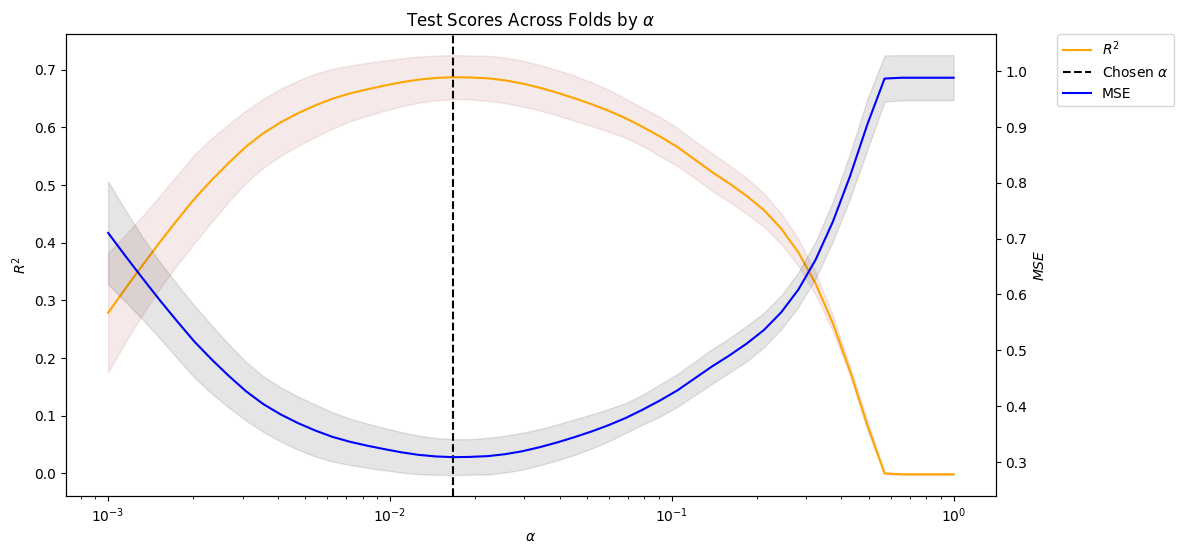 Test Scores Across Folds by α
R²
0.7
0.6
0.5
0.4
0.3
0.2
0.1
0.0
10⁻³
10⁻²
10⁻¹
10⁰
α
1.0
0.9
0.8
0.7
0.6
0.5
0.4
0.3
MSE
R²
Chosen α
MSE